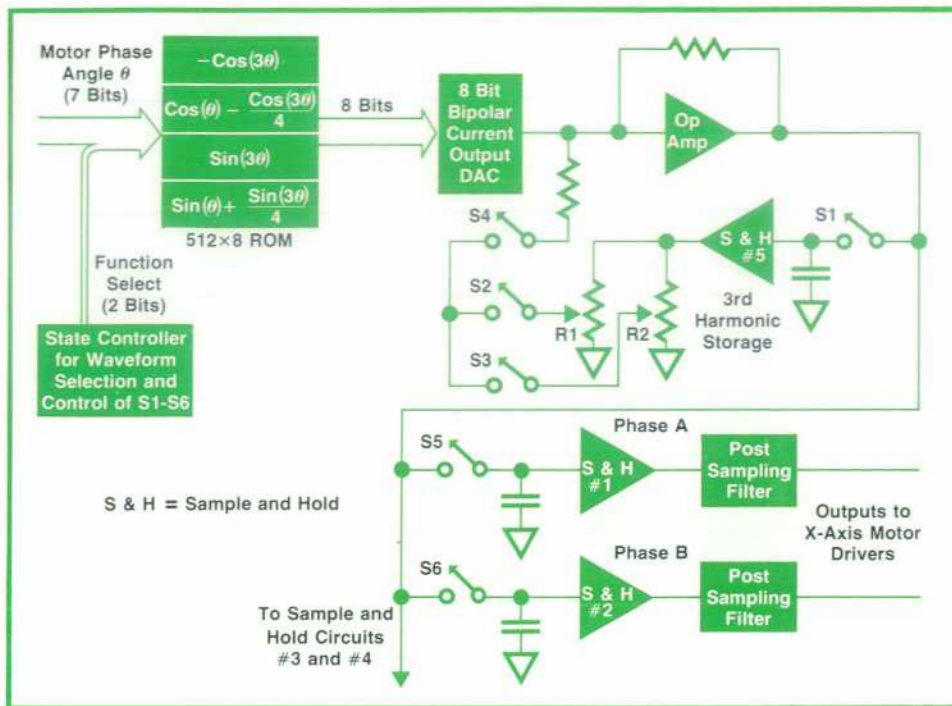 Motor Phase
Angle θ
(7 Bits)
−Cos(3θ)
Cos(θ) − Cos(3θ)/4
Sin(3θ)
Sin(θ) + Sin(3θ)/4
512×8 ROM
8 Bits
8 Bit
Bipolar
Current
Output
DAC
Op
Amp
S4
S2
S3
R1
R2
S & H
#5
S1
3rd
Harmonic
Storage
Function
Select
(2 Bits)
State Controller
for Waveform
Selection and
Control of S1-S6
S & H = Sample and Hold
S5
Phase A
S & H
#1
Post
Sampling
Filter
S6
Phase B
S & H
#2
Post
Sampling
Filter
Outputs to
X-Axis Motor
Drivers
To Sample and
Hold Circuits
#3 and #4